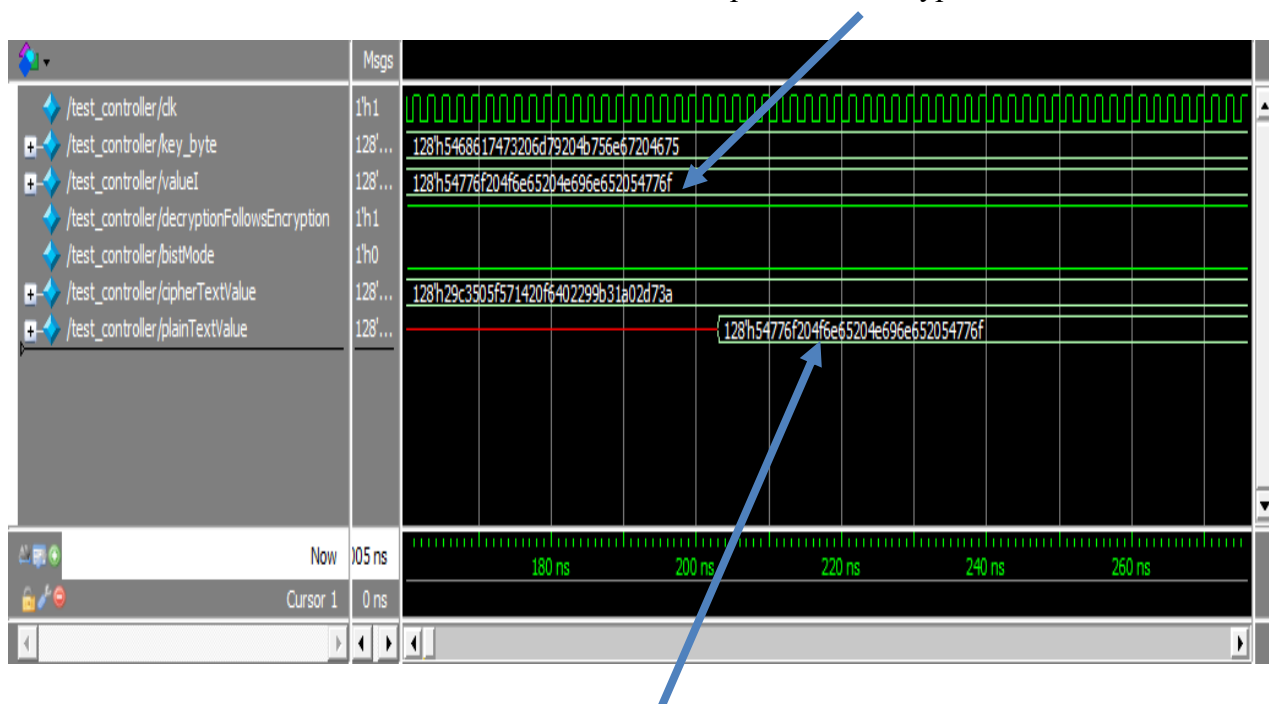 Msgs
/test_controller/clk 1'h1
/test_controller/key_byte 128'... 128'h5468617473206d79204b756e67204675
/test_controller/valueI 128'... 128'h54776f204f6e65204e696e652054776f
/test_controller/decryptionFollowsEncryption 1'h1
/test_controller/bistMode 1'h0
/test_controller/cipherTextValue 128'... 128'h29c3505f571420f6402299b31a02d73a
/test_controller/plainTextValue 128'... 128'h54776f204f6e65204e696e652054776f
Now 005 ns 180 ns 200 ns 220 ns 240 ns 260 ns
Cursor 1 0 ns